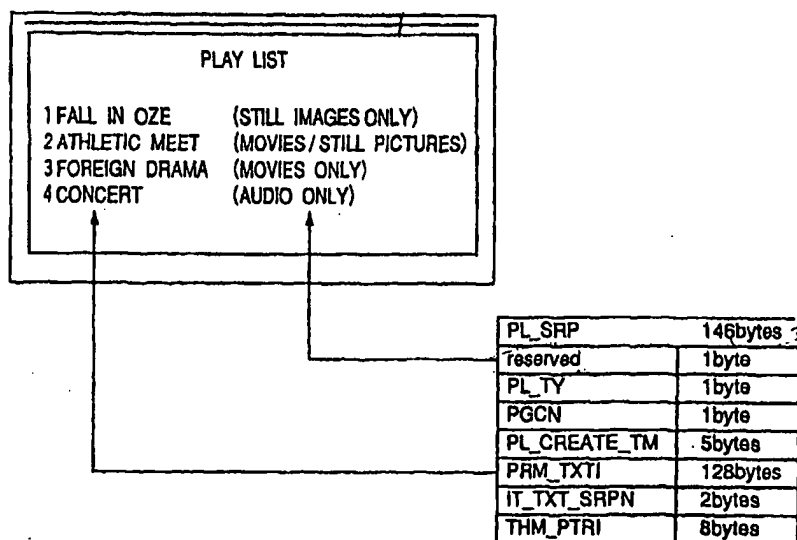 PLAY LIST
1 FALL IN OZE (STILL IMAGES ONLY)
2 ATHLETIC MEET (MOVIES / STILL PICTURES)
3 FOREIGN DRAMA (MOVIES ONLY)
4 CONCERT (AUDIO ONLY)
PL_SRP 146bytes
reserved 1byte
PL_TY 1byte
PGCN 1byte
PL_CREATE_TM 5bytes
PRM_TXTI 128bytes
IT_TXT_SRPN 2bytes
THM_PTRI 8bytes